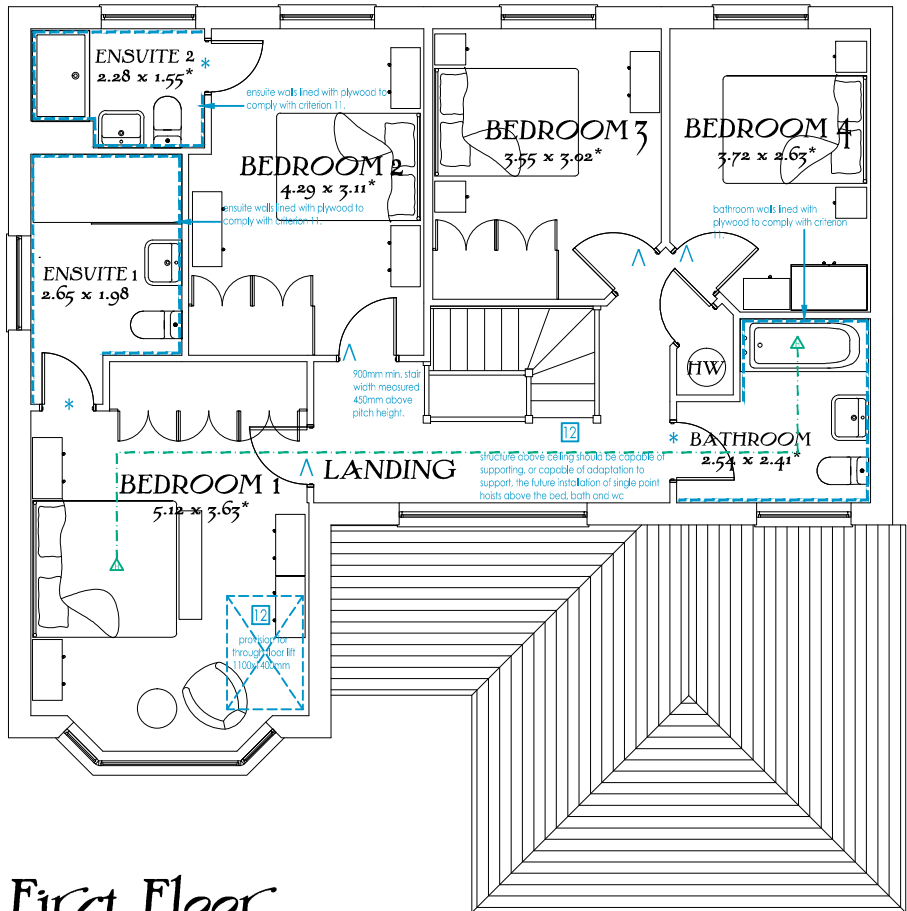 ENSUITE 2
2.28 x 1.55*
*
ensuite walls lined with plywood to
comply with criterion 11.
BEDROOM 2
4.29 x 3.11*
BEDROOM 3
3.55 x 3.02*
BEDROOM 4
3.72 x 2.63*
ensuite walls lined with plywood to
comply with criterion 11.
bathroom walls lined with
plywood to comply with criterion
11.
ENSUITE 1
2.65 x 1.98
*
900mm min. stair
width measured
450mm above
pitch height.
HW
12
structure above ceiling should be capable of
supporting, or capable of adaptation to
support, the future installation of single point
hoists above the bed, bath and wc
*
BATHROOM
2.54 x 2.41*
LANDING
BEDROOM 1
5.12 x 3.63*
12
provision for
through floor lift
1100x1400mm
First Floor